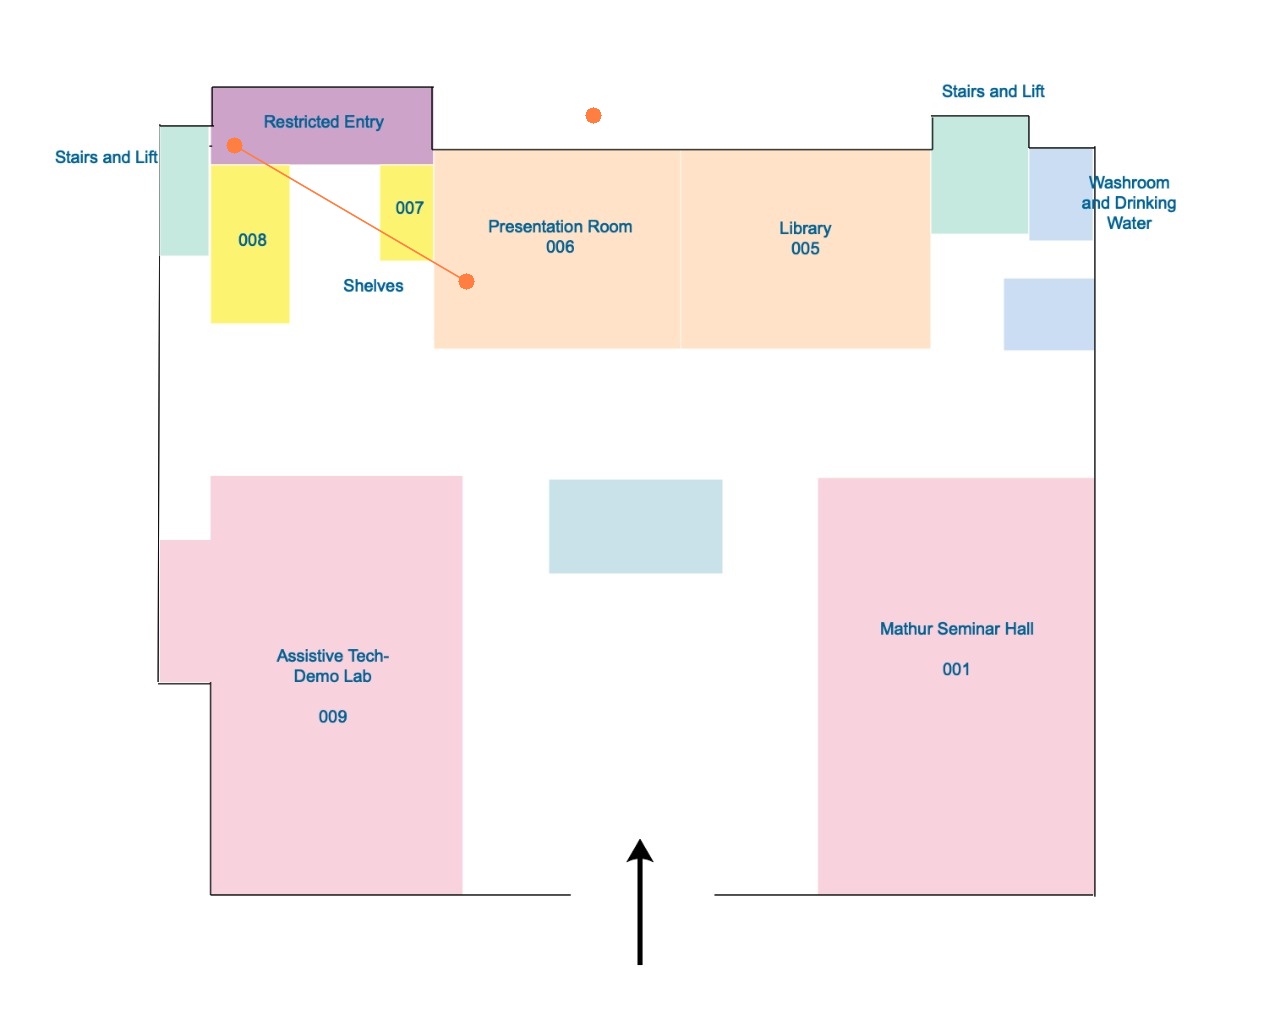 Stairs and Lift
Restricted Entry
Stairs and Lift
Washroom
and Drinking
Water
007
008
Presentation Room
006
Library
005
Shelves
Mathur Seminar Hall
001
Assistive Tech-
Demo Lab
009